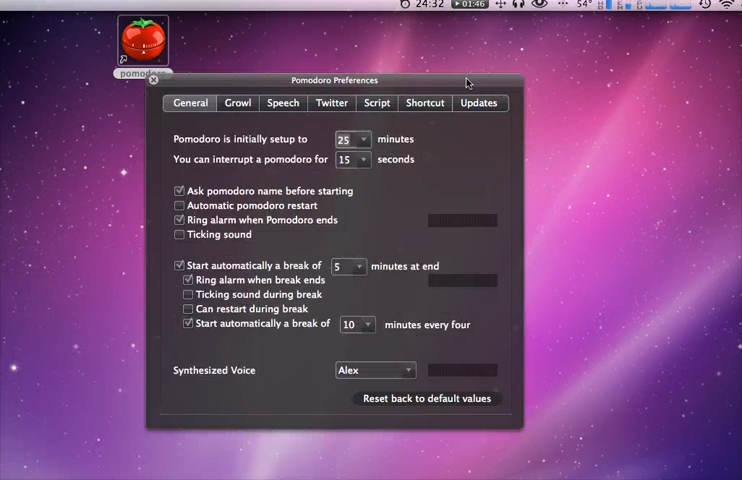 24:32 01:46 54°
pomodoro
Pomodoro Preferences
General Growl Speech Twitter Script Shortcut Updates
Pomodoro is initially setup to 25 minutes
You can interrupt a pomodoro for 15 seconds
Ask pomodoro name before starting
Automatic pomodoro restart
Ring alarm when Pomodoro ends
Ticking sound
Start automatically a break of 5 minutes at end
Ring alarm when break ends
Ticking sound during break
Can restart during break
Start automatically a break of 10 minutes every four
Synthesized Voice Alex
Reset back to default values